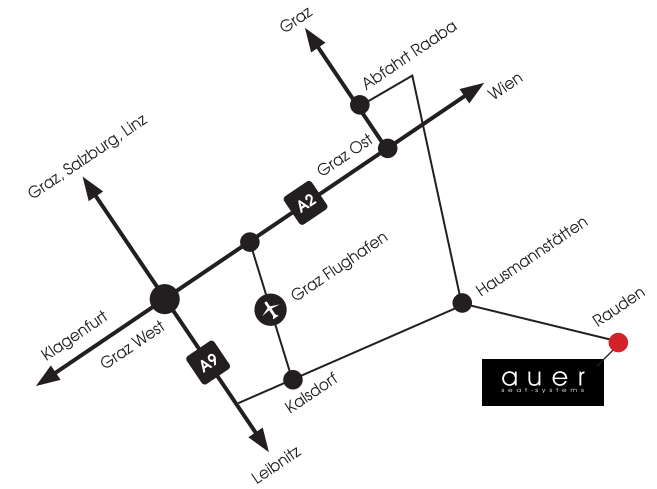 Graz
Abfahrt Raaba
Wien
Graz, Salzburg, Linz
Graz Ost
A2
Graz Flughafen
Hausmannstätten
Klagenfurt
Graz West
Rauden
A9
Kalsdorf
auer
seat-systems
Leibnitz